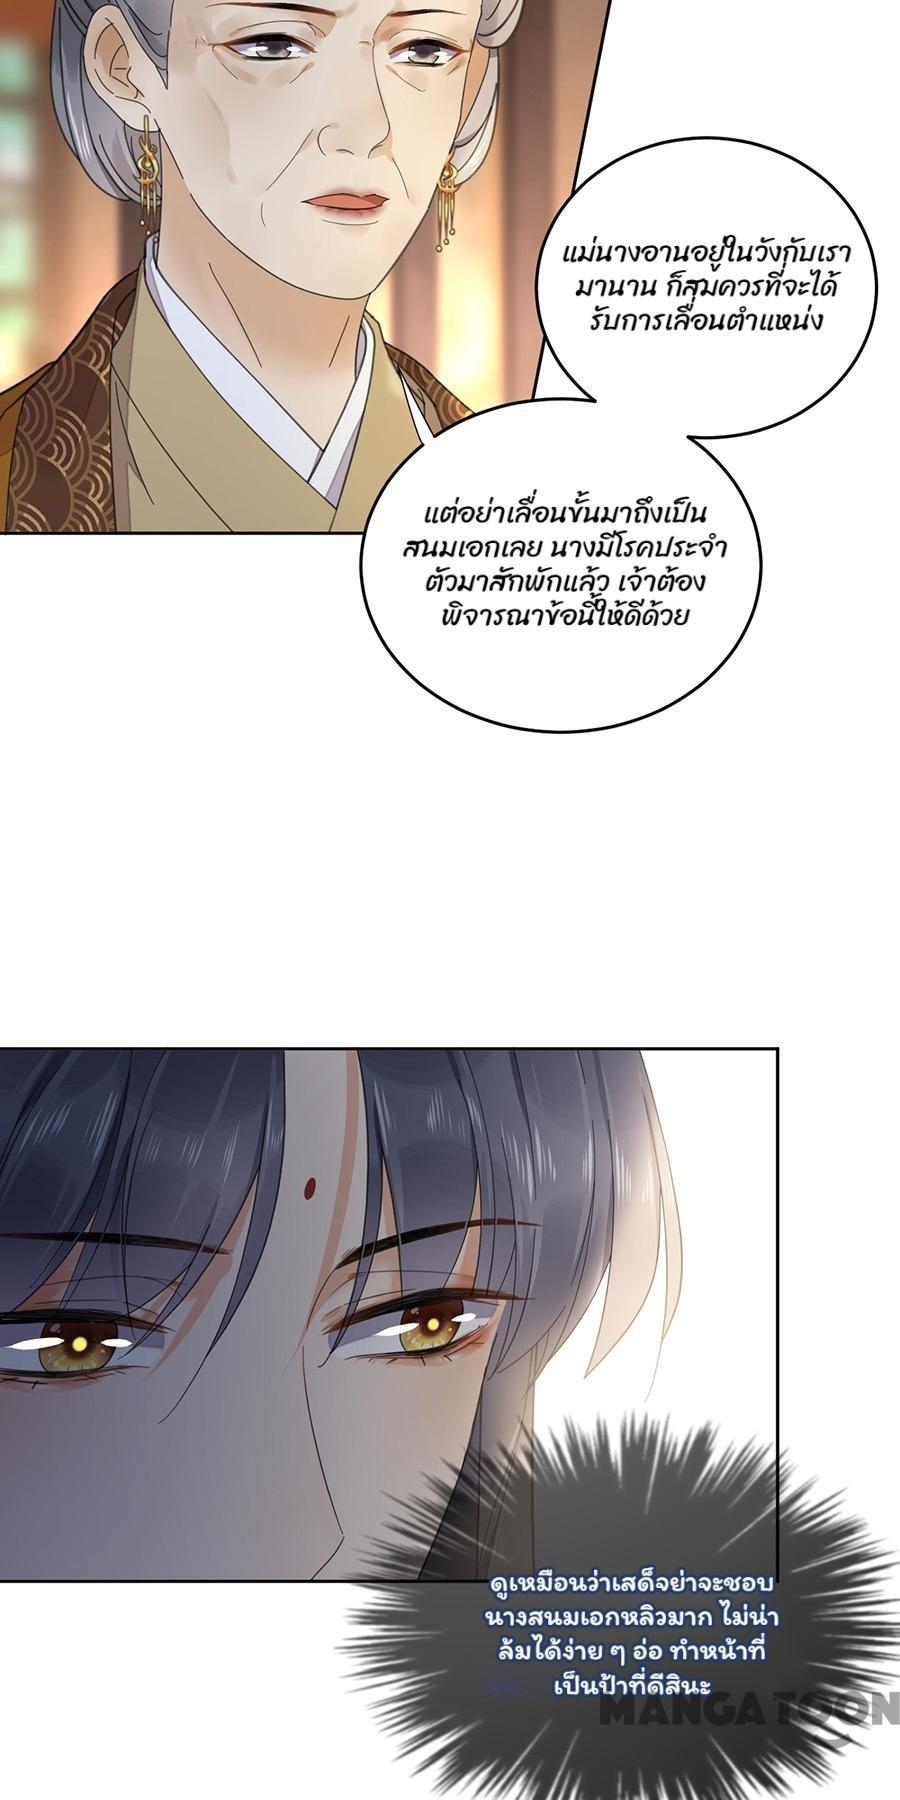 แม่นางอานอยู่ในวังกับเรา
มานาน ก็สมควรที่จะได้
รับการเลื่อนตำแหน่ง
แต่อย่าเลื่อนขั้นมาถึงเป็น
สนมเอกเลย นางมีโรคประจำ
ตัวมาสักพักแล้ว เจ้าต้อง
พิจารณาข้อนี้ให้ดีด้วย
ดูเหมือนว่าเสด็จย่าจะชอบ
นางสนมเอกหลิวมาก ไม่น่า
ล้มได้ง่าย ๆ อ่อ ทำหน้าที่
เป็นป้าที่ดีสินะ
MANGA TOON